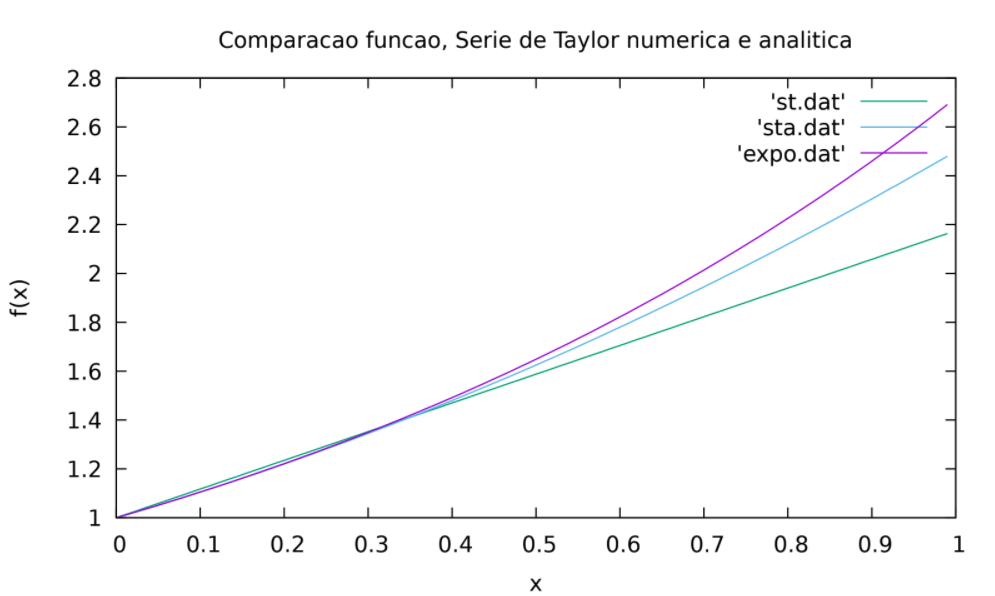 Comparacao funcao, Serie de Taylor numerica e analitica
2.8
2.6
2.4
2.2
2
1.8
1.6
1.4
1.2
1
f(x)
'st.dat'
'sta.dat'
'expo.dat'
0 0.1 0.2 0.3 0.4 0.5 0.6 0.7 0.8 0.9 1
x